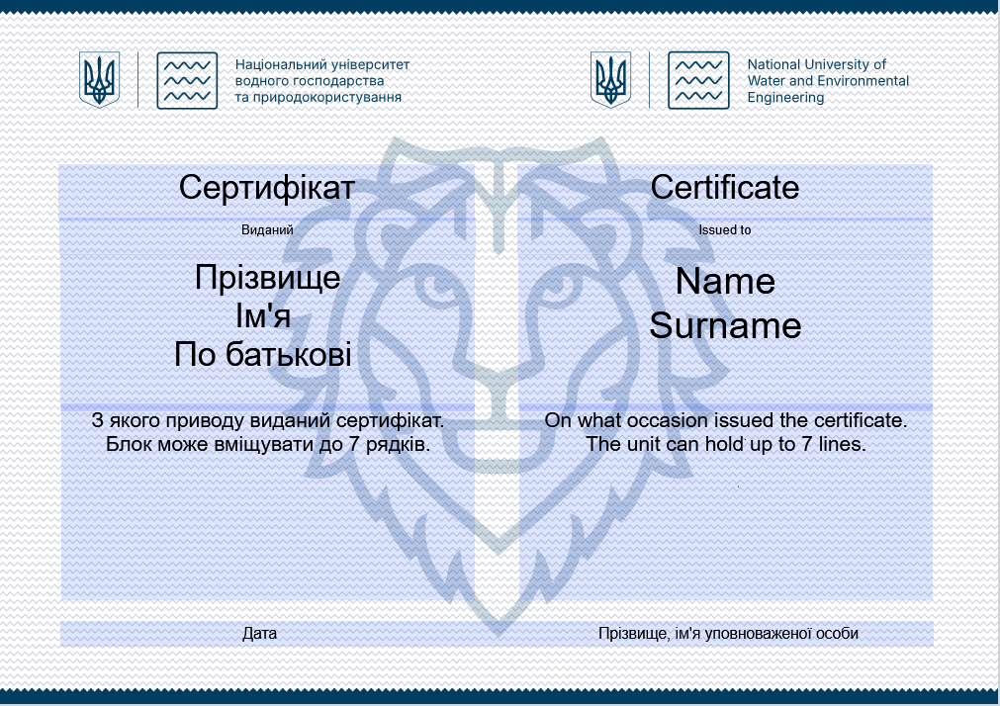 Національний університет
водного господарства
та природокористування
National University of
Water and Environmental
Engineering
Сертифікат
Виданий
Прізвище
Ім'я
По батькові
З якого приводу виданий сертифікат.
Блок може вміщувати до 7 рядків.
Certificate
Issued to
Name
Surname
On what occasion issued the certificate.
The unit can hold up to 7 lines.
Дата
Прізвище, ім'я уповноваженої особи